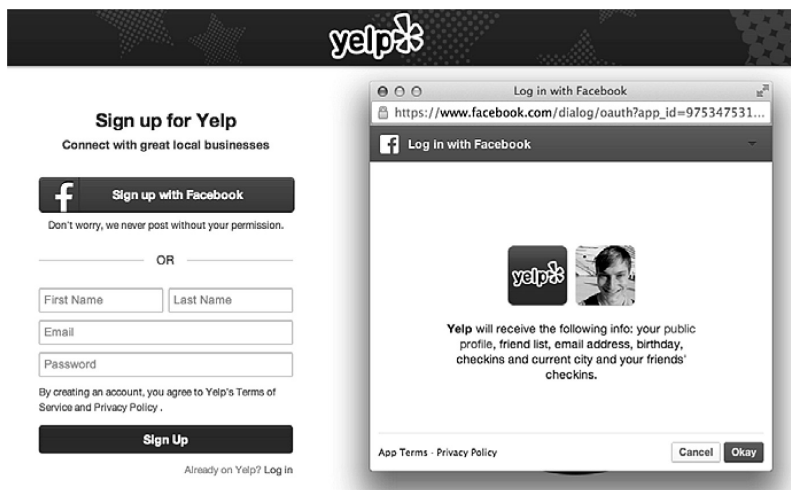 yelp
Sign up for Yelp
Connect with great local businesses
f Sign up with Facebook
Don't worry, we never post without your permission.
OR
First Name Last Name
Email
Password
By creating an account, you agree to Yelp's Terms of
Service and Privacy Policy .
Sign Up
Already on Yelp? Log in
Log in with Facebook
https://www.facebook.com/dialog/oauth?app_id=975347531...
f Log in with Facebook
yelp
Yelp will receive the following info: your public
profile, friend list, email address, birthday,
checkins and current city and your friends'
checkins.
App Terms · Privacy Policy Cancel Okay